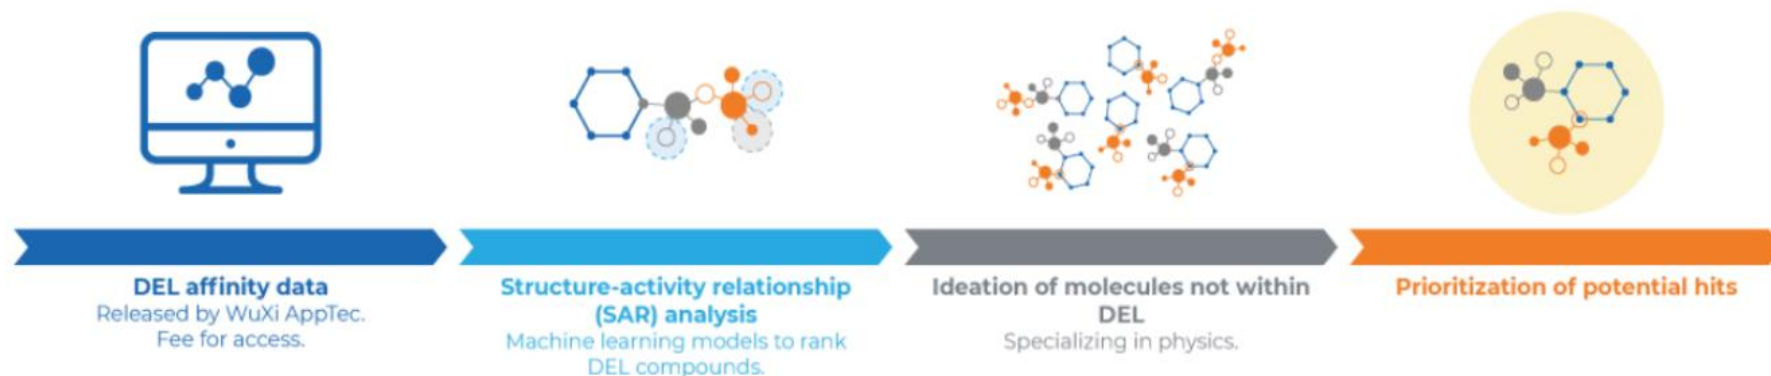 DEL affinity data
Released by WuXi AppTec.
Fee for access.
Structure-activity relationship
(SAR) analysis
Machine learning models to rank
DEL compounds.
Ideation of molecules not within
DEL
Specializing in physics.
Prioritization of potential hits